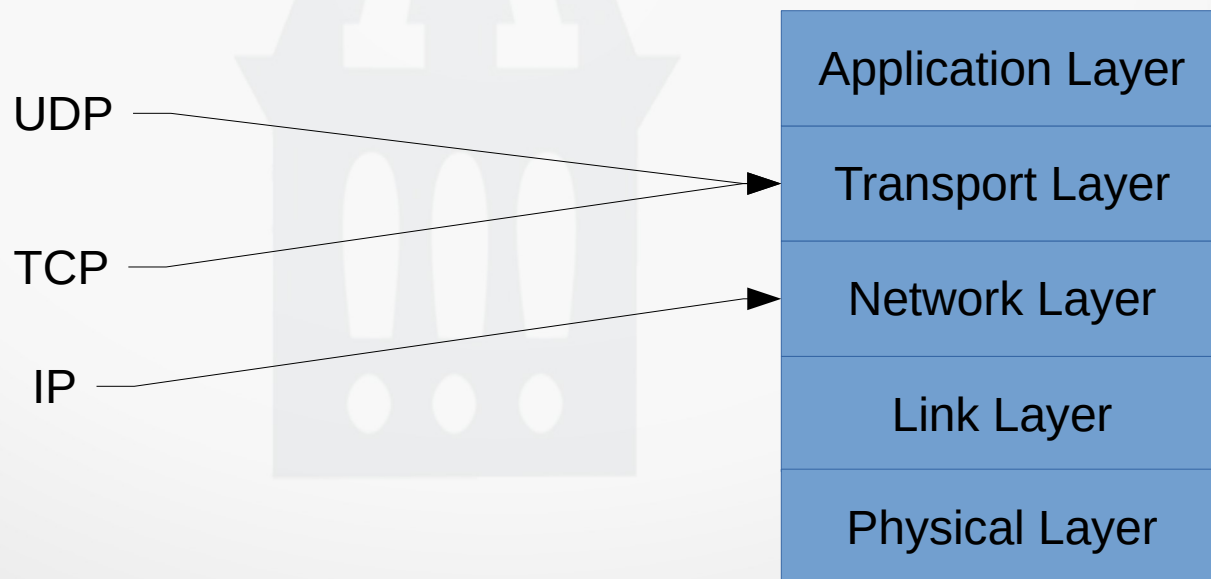 UDP
TCP
IP
Application Layer
Transport Layer
Network Layer
Link Layer
Physical Layer